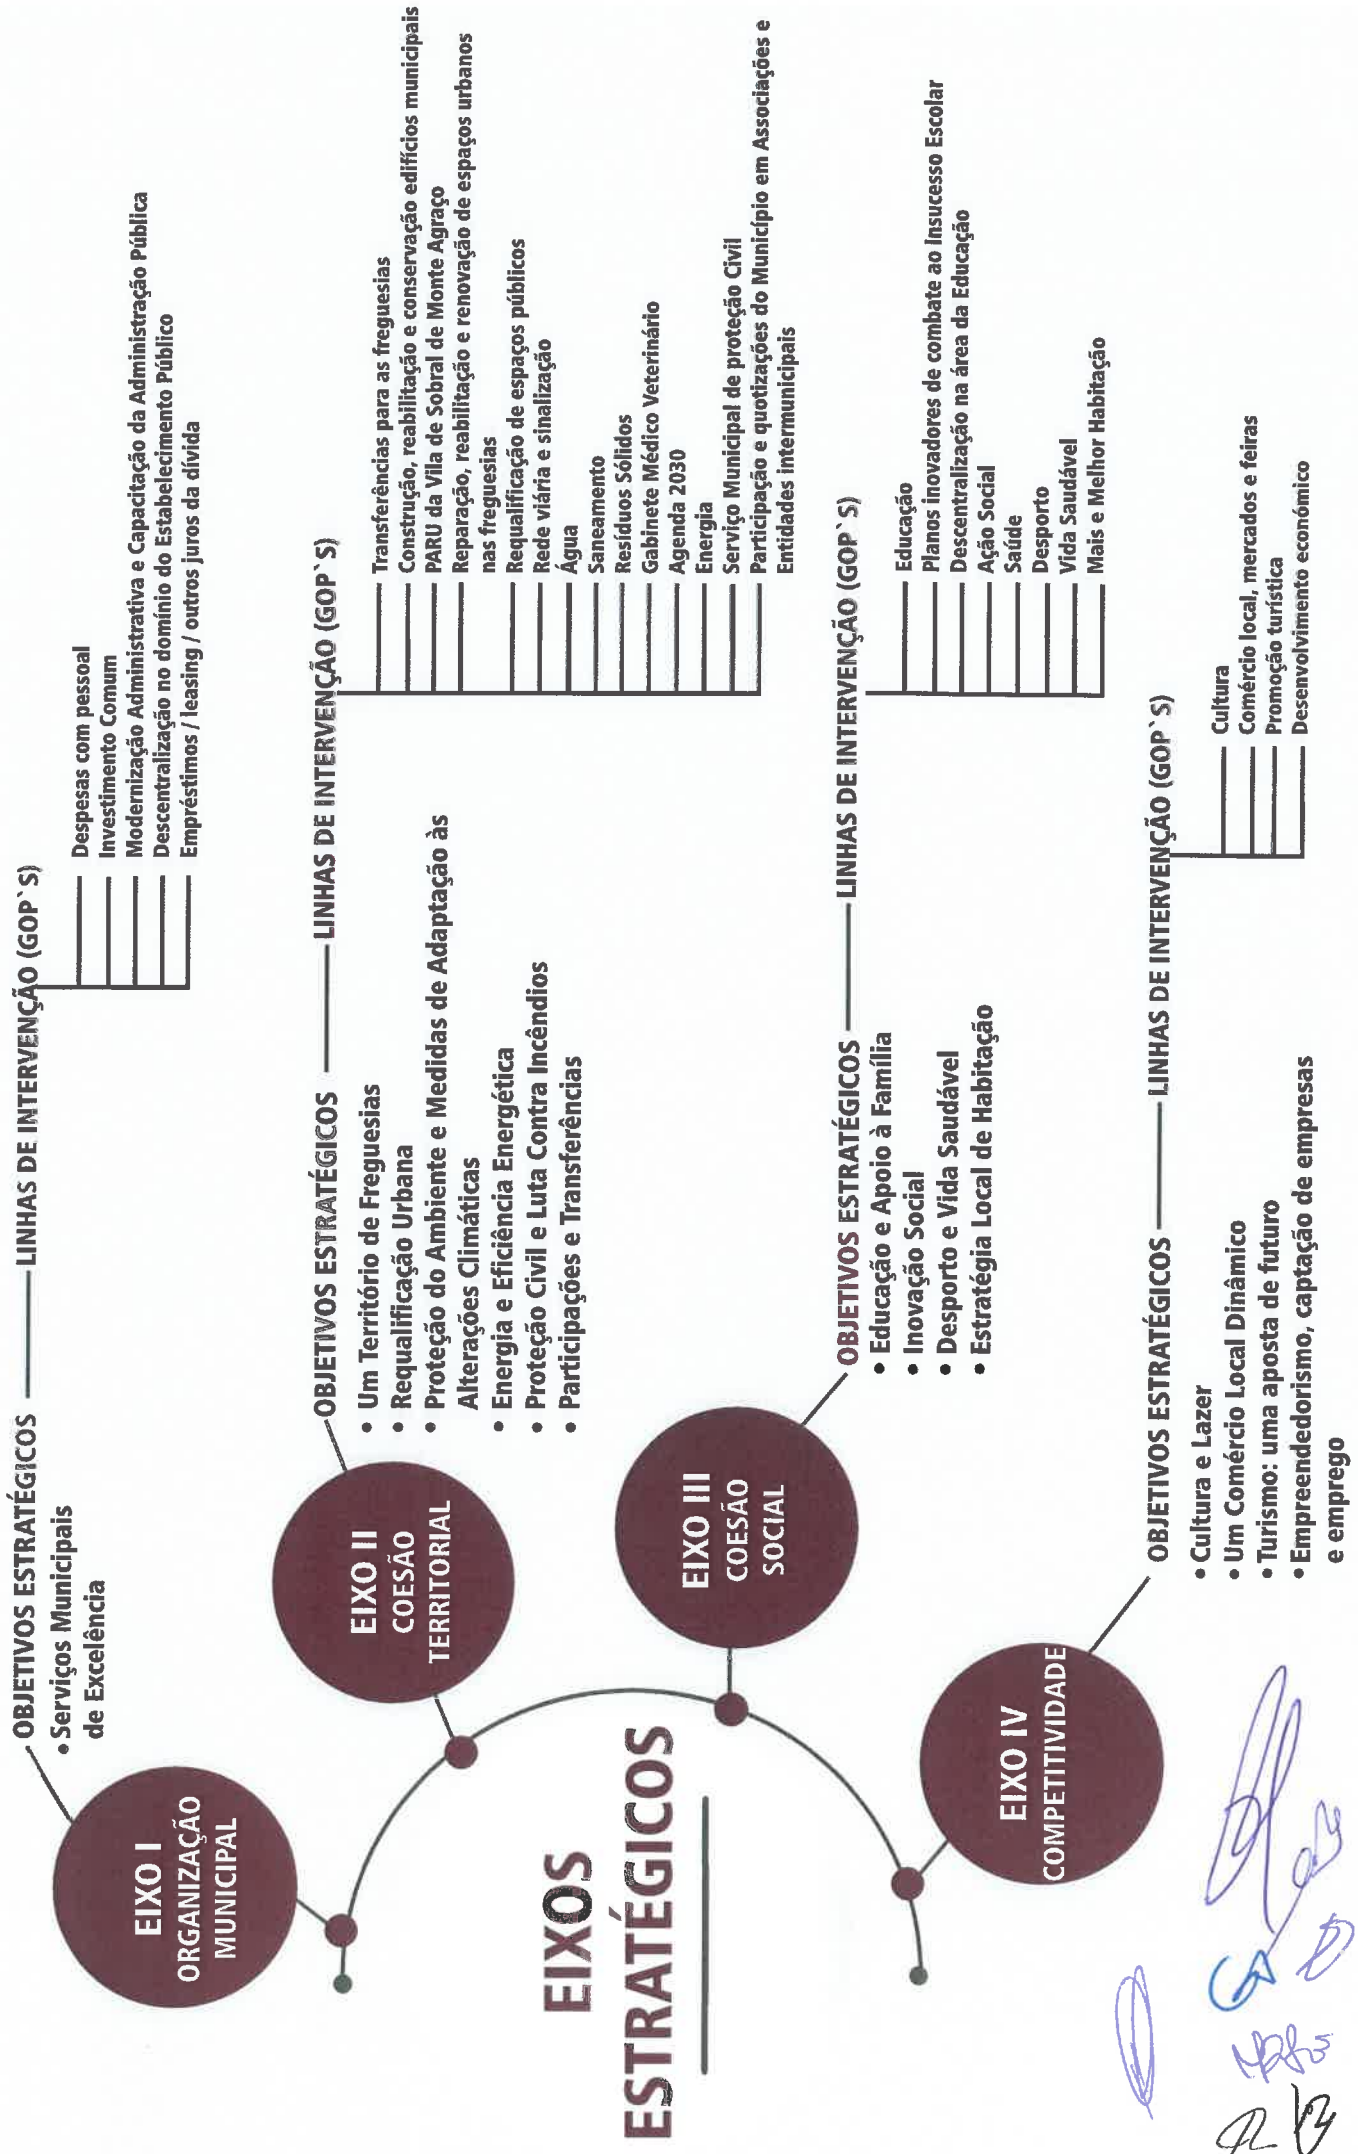 EIXOS
ESTRATÉGICOS
EIXO I
ORGANIZAÇÃO
MUNICIPAL
OBJETIVOS ESTRATÉGICOS
• Serviços Municipais
de Excelência
LINHAS DE INTERVENÇÃO (GOP`S)
Despesas com pessoal
Investimento Comum
Modernização Administrativa e Capacitação da Administração Pública
Descentralização no domínio do Estabelecimento Público
Empréstimos / leasing / outros juros da dívida
EIXO II
COESÃO
TERRITORIAL
OBJETIVOS ESTRATÉGICOS
• Um Território de Freguesias
• Requalificação Urbana
• Proteção do Ambiente e Medidas de Adaptação às
Alterações Climáticas
• Energia e Eficiência Energética
• Proteção Civil e Luta Contra Incêndios
• Participações e Transferências
LINHAS DE INTERVENÇÃO (GOP`S)
Transferências para as freguesias
Construção, reabilitação e conservação edifícios municipais
PARU da Vila de Sobral de Monte Agraço
Reparação, reabilitação e renovação de espaços urbanos
nas freguesias
Requalificação de espaços públicos
Rede viária e sinalização
Água
Saneamento
Resíduos Sólidos
Gabinete Médico Veterinário
Agenda 2030
Energia
Serviço Municipal de proteção Civil
Participação e quotizações do Município em Associações e
Entidades intermunicipais
EIXO III
COESÃO
SOCIAL
OBJETIVOS ESTRATÉGICOS
• Educação e Apoio à Família
• Inovação Social
• Desporto e Vida Saudável
• Estratégia Local de Habitação
LINHAS DE INTERVENÇÃO (GOP`S)
Educação
Planos inovadores de combate ao Insucesso Escolar
Descentralização na área da Educação
Ação Social
Saúde
Desporto
Vida Saudável
Mais e Melhor Habitação
EIXO IV
COMPETITIVIDADE
OBJETIVOS ESTRATÉGICOS
• Cultura e Lazer
• Um Comércio Local Dinâmico
• Turismo: uma aposta de futuro
• Empreendedorismo, captação de empresas
e emprego
LINHAS DE INTERVENÇÃO (GOP`S)
Cultura
Comércio local, mercados e feiras
Promoção turística
Desenvolvimento económico